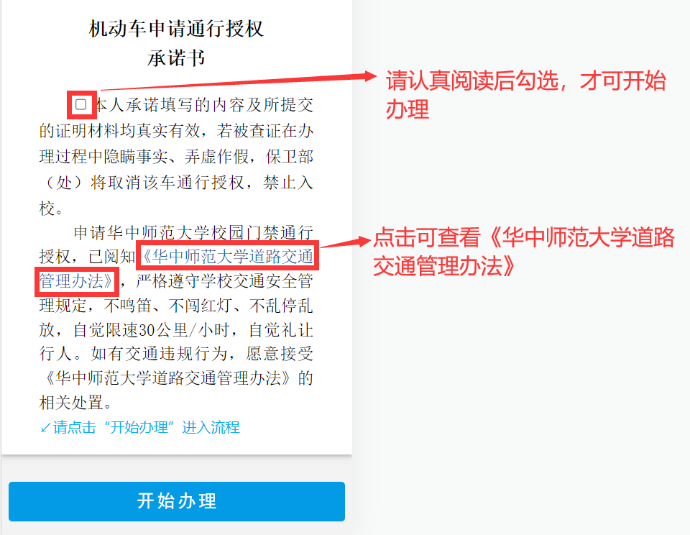 机动车申请通行授权
承诺书
本人承诺填写的内容及所提交
的证明材料均真实有效，若被查证在办
理过程中隐瞒事实、弄虚作假，保卫部
（处）将取消该车通行授权，禁止入
校。
申请华中师范大学校园门禁通行
授权，已阅知《华中师范大学道路交通
管理办法》，严格遵守学校交通安全管
理规定，不鸣笛、不闯红灯、不乱停乱
放，自觉限速30公里/小时，自觉礼让
行人。如有交通违规行为，愿意接受
《华中师范大学道路交通管理办法》的
相关处置。
↙请点击“开始办理”进入流程
开始办理
请认真阅读后勾选，才可开始
办理
点击可查看《华中师范大学道路
交通管理办法》